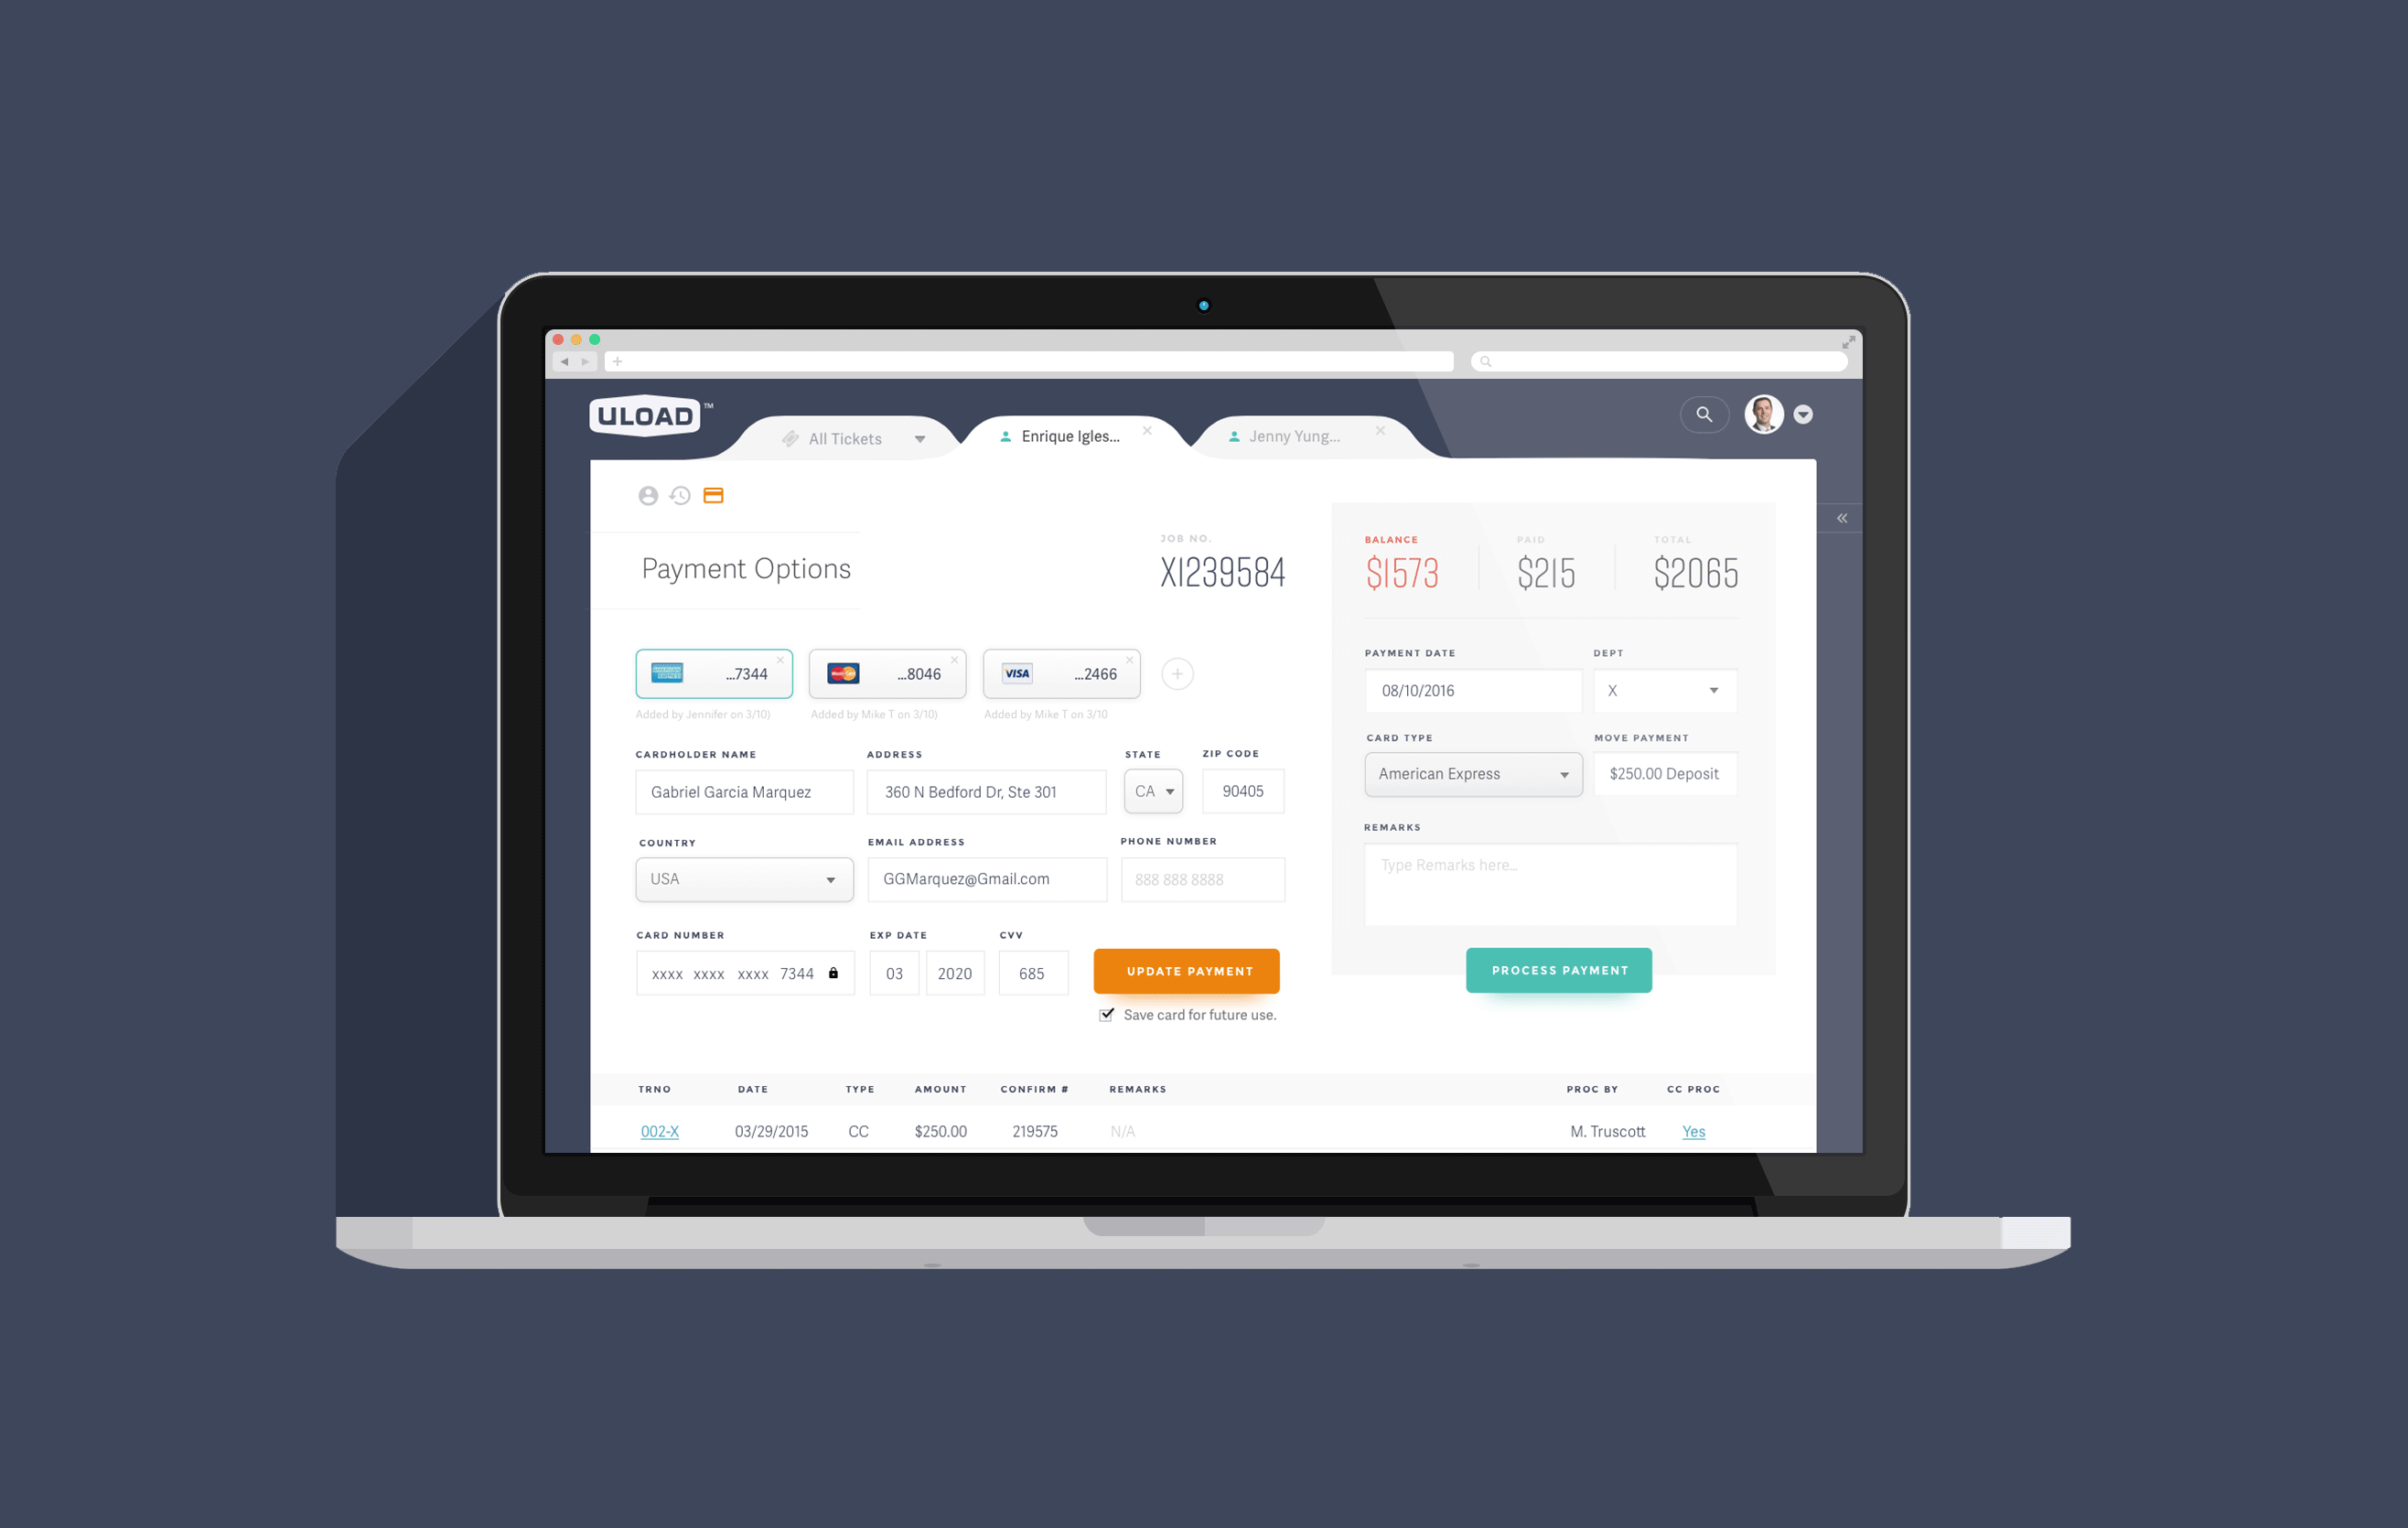 ULOAD™
All Tickets
Enrique Igles...
Jenny Yung...
JOB NO.
X1239584
Payment Options
BALANCE
$1573
PAID
$215
TOTAL
$2065
...7344
...8046
VISA
...2466
Added by Jennifer on 3/10)
Added by Mike T on 3/10)
Added by Mike T on 3/10
CARDHOLDER NAME
ADDRESS
STATE
ZIP CODE
Gabriel Garcia Marquez
360 N Bedford Dr, Ste 301
CA
90405
COUNTRY
EMAIL ADDRESS
PHONE NUMBER
USA
GGMarquez@Gmail.com
888 888 8888
CARD NUMBER
EXP DATE
CVV
xxxx xxxx xxxx 7344
03
2020
685
UPDATE PAYMENT
Save card for future use.
PAYMENT DATE
DEPT
08/10/2016
X
CARD TYPE
MOVE PAYMENT
American Express
$250.00 Deposit
REMARKS
Type Remarks here...
PROCESS PAYMENT
TRNO DATE TYPE AMOUNT CONFIRM # REMARKS PROC BY CC PROC
002-X 03/29/2015 CC $250.00 219575 N/A M. Truscott Yes